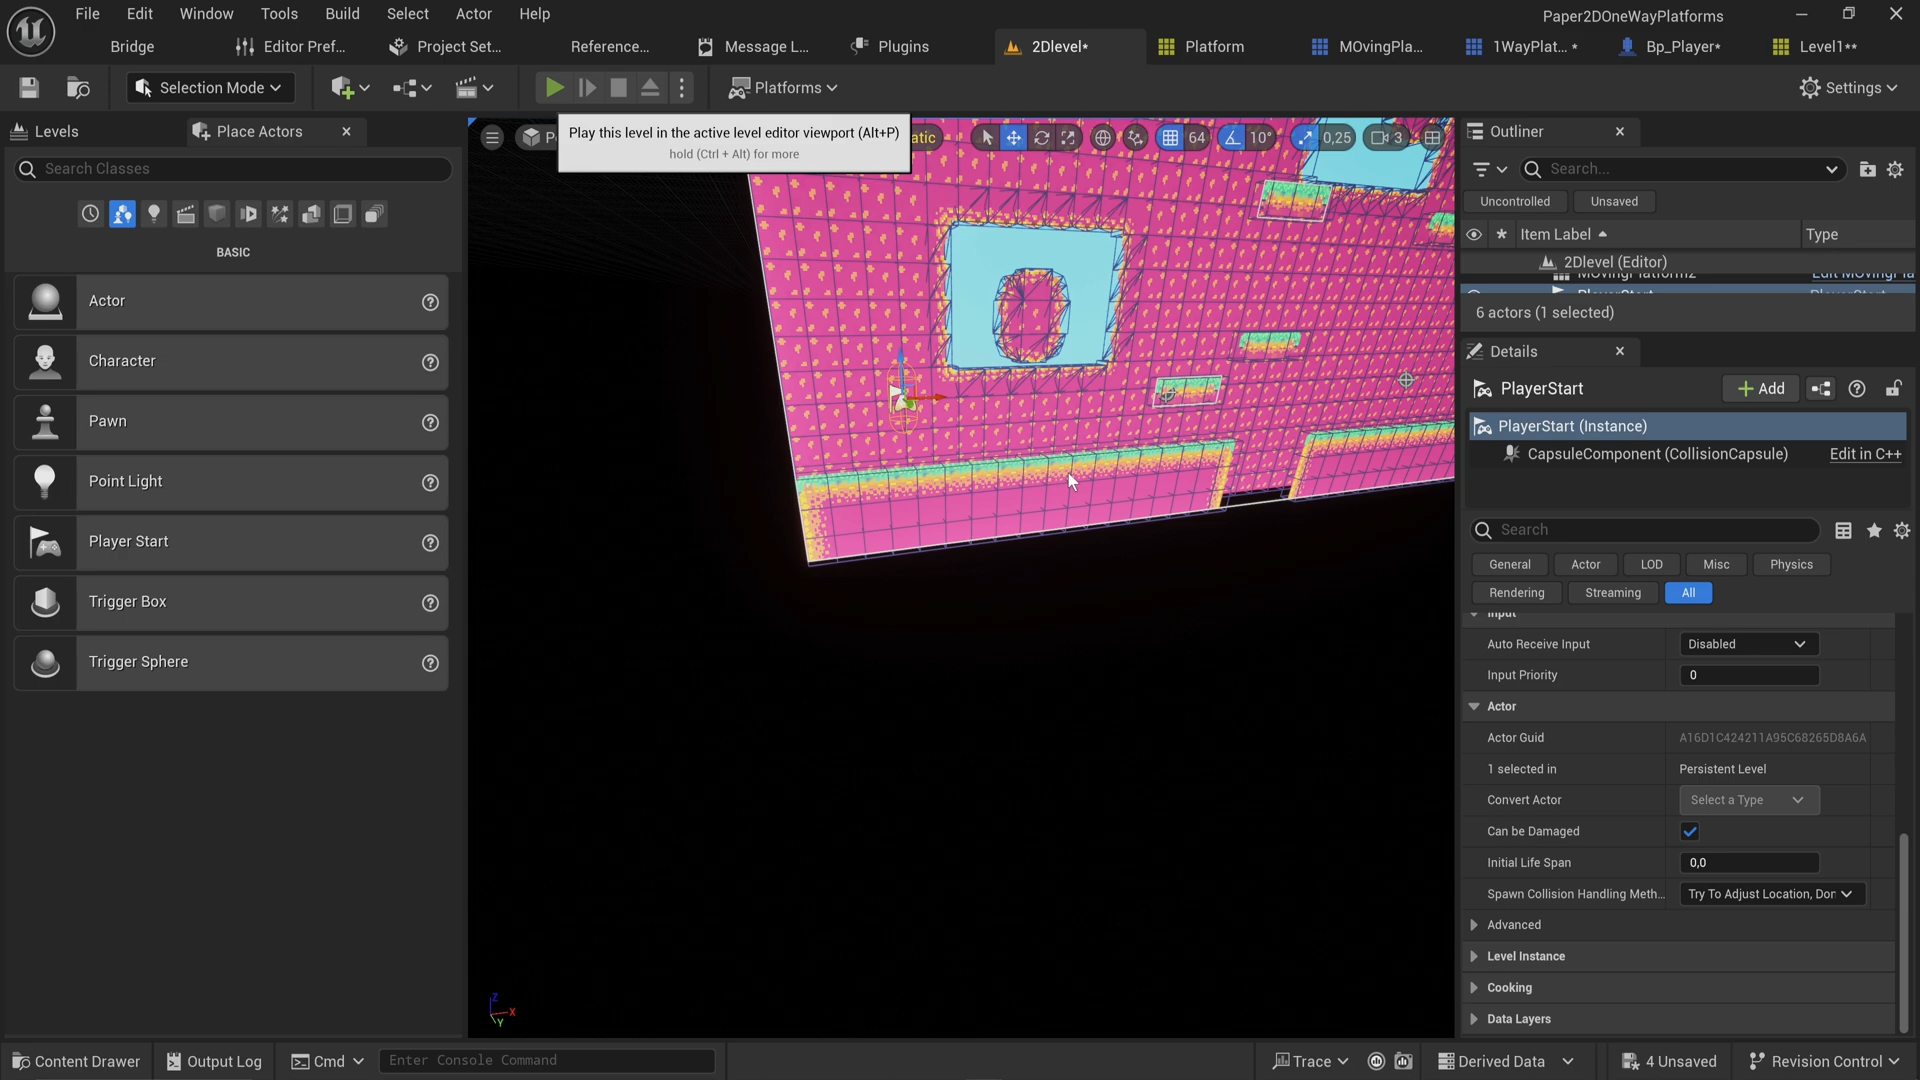 File Edit Window Tools Build Select Actor Help
Paper2DOneWayPlatforms
Bridge Editor Pref... Project Set... Reference... Message L... Plugins 2Dlevel* Platform MOvingPla... 1WayPlat... * Bp_Player* Level1**
Selection Mode Platforms Settings
Levels Place Actors
Play this level in the active level editor viewport (Alt+P)
hold (Ctrl + Alt) for more
64 10° 0,25 3
Outliner
Search Classes
Search...
Uncontrolled Unsaved
Item Label Type
BASIC
2Dlevel (Editor)
Actor
6 actors (1 selected)
Character
Details
PlayerStart Add
Pawn
PlayerStart (Instance)
CapsuleComponent (CollisionCapsule) Edit in C++
Point Light
Search
Player Start
General Actor LOD Misc Physics
Rendering Streaming All
Trigger Box
Input
Auto Receive Input Disabled
Trigger Sphere
Input Priority 0
Actor
Actor Guid A16D1C424211A95C68265D8A6A
1 selected in Persistent Level
Convert Actor Select a Type
Can be Damaged
Initial Life Span 0,0
Spawn Collision Handling Meth... Try To Adjust Location, Don
Advanced
Level Instance
Cooking
Data Layers
Z X Y
Content Drawer Output Log Cmd Enter Console Command Trace Derived Data 4 Unsaved Revision Control